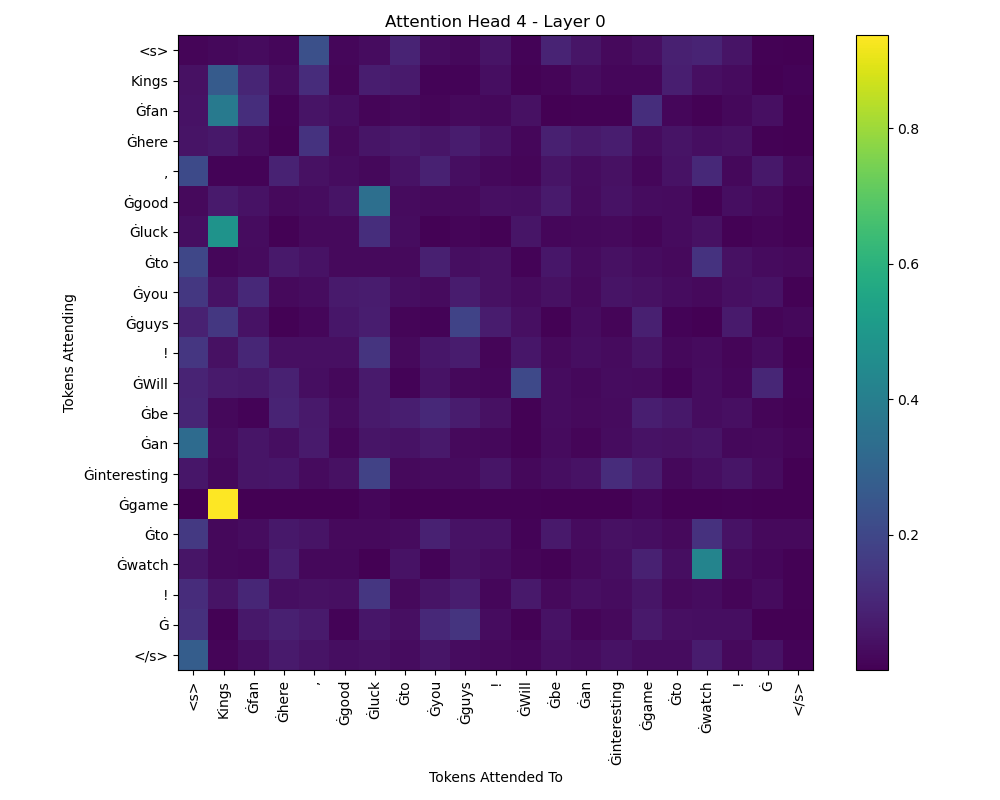 Attention Head 4 - Layer 0
Tokens Attending
<s>
Kings
Ġfan
Ġhere
,
Ġgood
Ġluck
Ġto
Ġyou
Ġguys
!
ĠWill
Ġbe
Ġan
Ġinteresting
Ġgame
Ġto
Ġwatch
!
Ġ
</s>
<s>
Kings
Ġfan
Ġhere
,
Ġgood
Ġluck
Ġto
Ġyou
Ġguys
!
ĠWill
Ġbe
Ġan
Ġinteresting
Ġgame
Ġto
Ġwatch
!
Ġ
</s>
Tokens Attended To
0.8
0.6
0.4
0.2